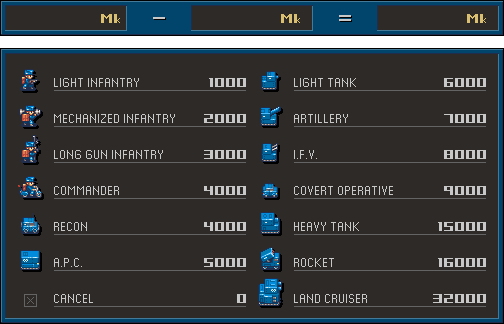 Mk – Mk = Mk
LIGHT INFANTRY 1000
MECHANIZED INFANTRY 2000
LONG GUN INFANTRY 3000
COMMANDER 4000
RECON 4000
A.P.C. 5000
CANCEL 0
LIGHT TANK 6000
ARTILLERY 7000
I.F.V. 8000
COVERT OPERATIVE 9000
HEAVY TANK 15000
ROCKET 16000
LAND CRUISER 32000